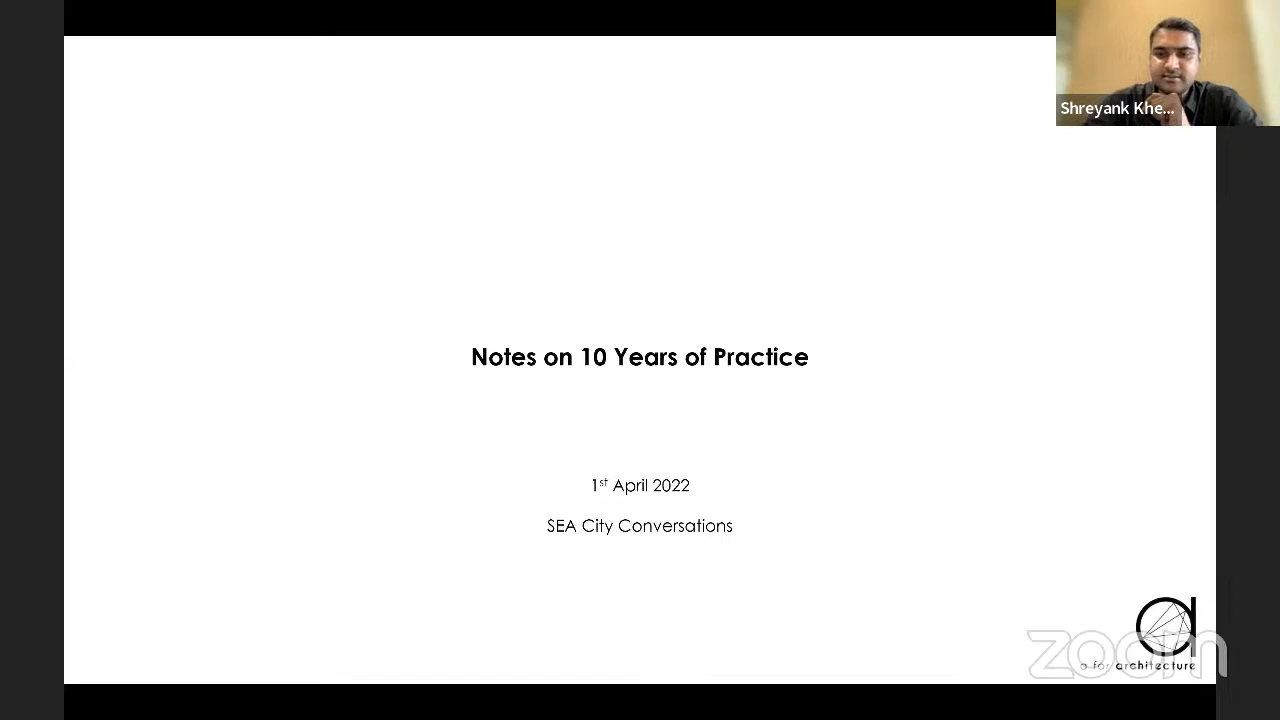 Shreyank Khe...
Notes on 10 Years of Practice
1st April 2022
SEA City Conversations
zoom
a for architecture